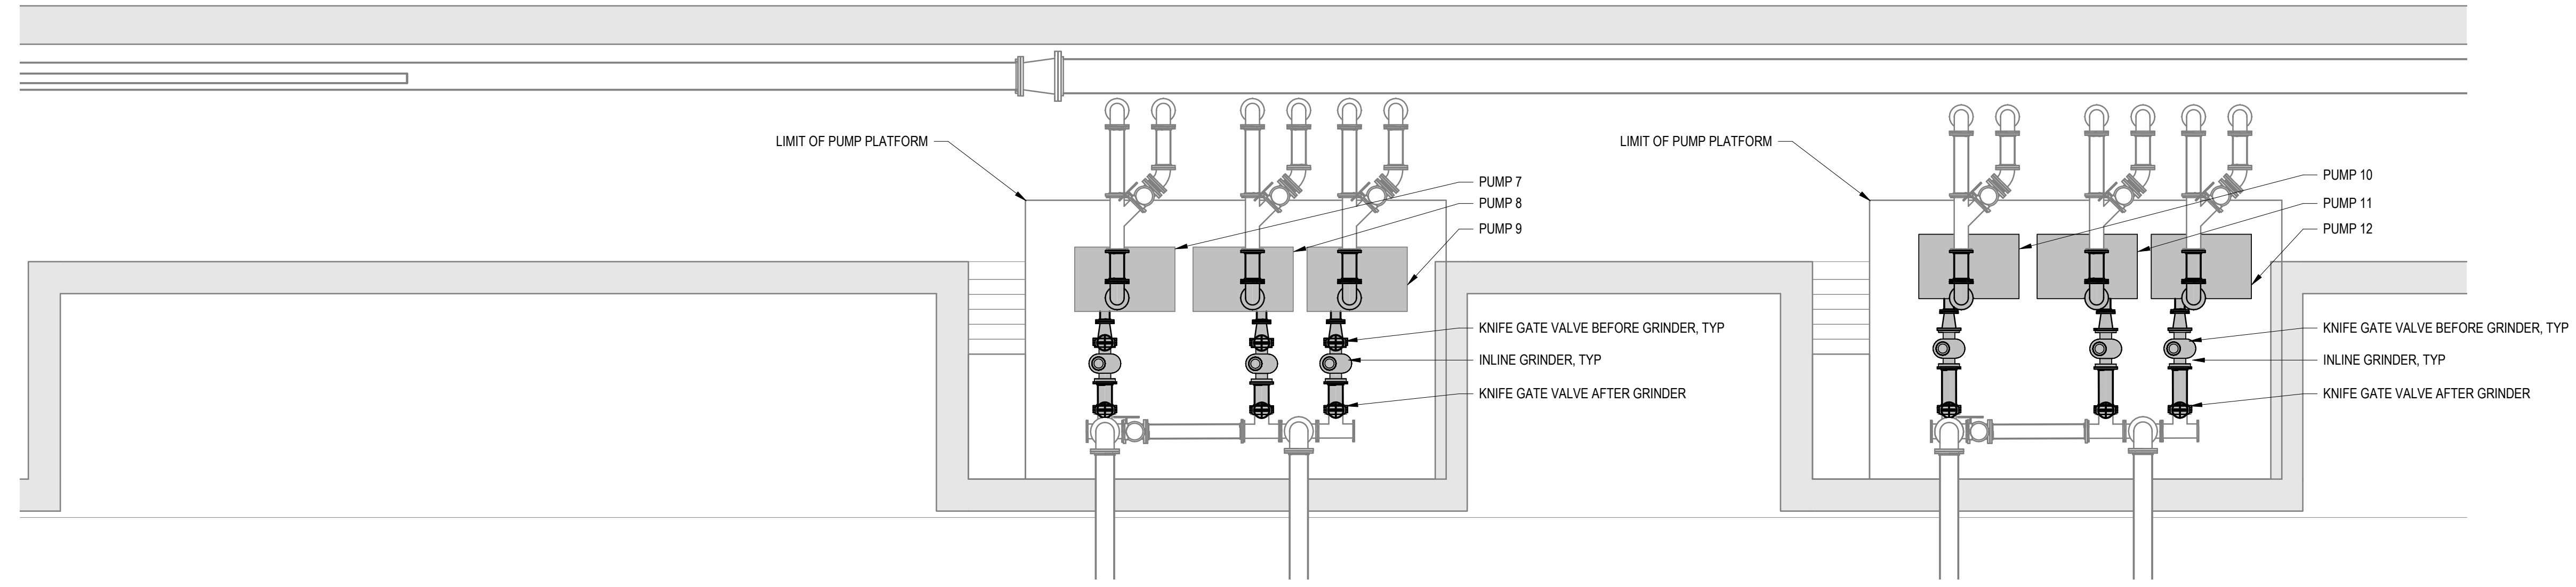 LIMIT OF PUMP PLATFORM
PUMP 7
PUMP 8
PUMP 9
KNIFE GATE VALVE BEFORE GRINDER, TYP
INLINE GRINDER, TYP
KNIFE GATE VALVE AFTER GRINDER
LIMIT OF PUMP PLATFORM
PUMP 10
PUMP 11
PUMP 12
KNIFE GATE VALVE BEFORE GRINDER, TYP
INLINE GRINDER, TYP
KNIFE GATE VALVE AFTER GRINDER